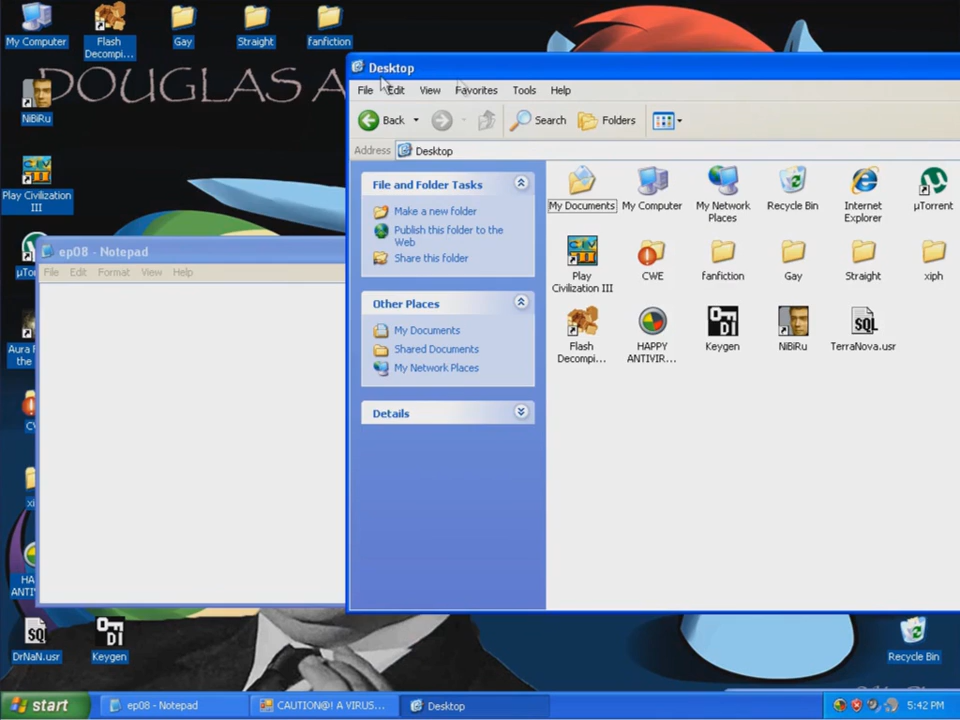 My Computer
Flash
Decompi...
Gay
Straight
fanfiction
DOUGLAS A
NiBiRu
Play Civilization
III
µTor
Aura F
the
CW
xi
HA
ANTI
DrNaN.usr
Keygen
ep08 - Notepad
File Edit Format View Help
Desktop
File Edit View Favorites Tools Help
Back Search Folders
Address Desktop
File and Folder Tasks
Make a new folder
Publish this folder to the
Web
Share this folder
Other Places
My Documents
Shared Documents
My Network Places
Details
My Documents
My Computer
My Network
Places
Recycle Bin
Internet
Explorer
µTorrent
Play
Civilization III
CWE
fanfiction
Gay
Straight
xiph
Flash
Decompi...
HAPPY
ANTIVIR...
Keygen
NiBiRu
SQL
TerraNova.usr
Recycle Bin
start
ep08 - Notepad
CAUTION@! A VIRUS...
Desktop
5:42 PM